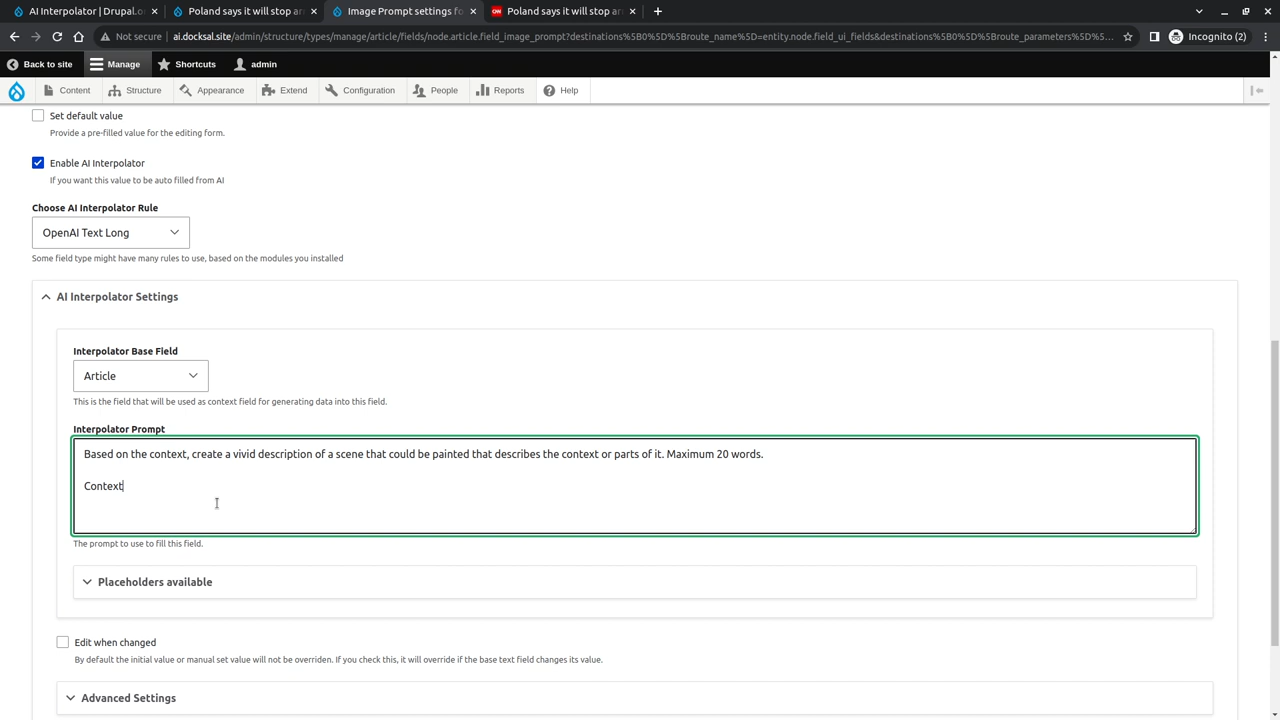 AI Interpolator | Drupal.or
Poland says it will stop ar
Image Prompt settings fo
Poland says it will stop ar
Not secure
ai.docksal.site/admin/structure/types/manage/article/fields/node.article.field_image_prompt?destinations%5B0%5D%5Broute_name%5D=entity.node.field_ui_fields&destinations%5B0%5D%5Broute_parameters%5D%5...
Incognito (2)
Back to site
Manage
Shortcuts
admin
Content
Structure
Appearance
Extend
Configuration
People
Reports
Help
Set default value
Provide a pre-filled value for the editing form.
Enable AI Interpolator
If you want this value to be auto filled from AI
Choose AI Interpolator Rule
OpenAI Text Long
Some field type might have many rules to use, based on the modules you installed
AI Interpolator Settings
Interpolator Base Field
Article
This is the field that will be used as context field for generating data into this field.
Interpolator Prompt
Based on the context, create a vivid description of a scene that could be painted that describes the context or parts of it. Maximum 20 words.
Context
The prompt to use to fill this field.
Placeholders available
Edit when changed
By default the initial value or manual set value will not be overriden. If you check this, it will override if the base text field changes its value.
Advanced Settings